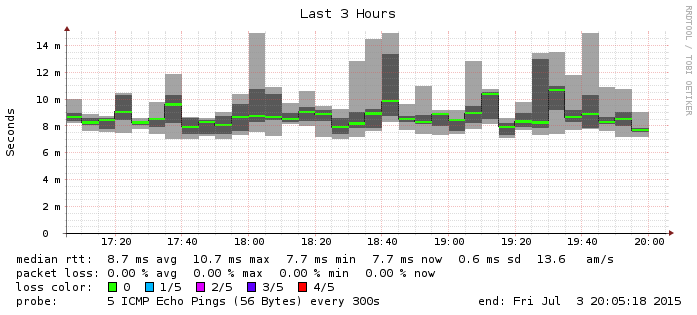 Last 3 Hours
RRDTOOL / TOBI OETIKER
Seconds
14 m
12 m
10 m
8 m
6 m
4 m
2 m
0
17:20 17:40 18:00 18:20 18:40 19:00 19:20 19:40 20:00
median rtt: 8.7 ms avg 10.7 ms max 7.7 ms min 7.7 ms now 0.6 ms sd 13.6 am/s
packet loss: 0.00 % avg 0.00 % max 0.00 % min 0.00 % now
loss color: 0 1/5 2/5 3/5 4/5
probe: 5 ICMP Echo Pings (56 Bytes) every 300s end: Fri Jul 3 20:05:18 2015